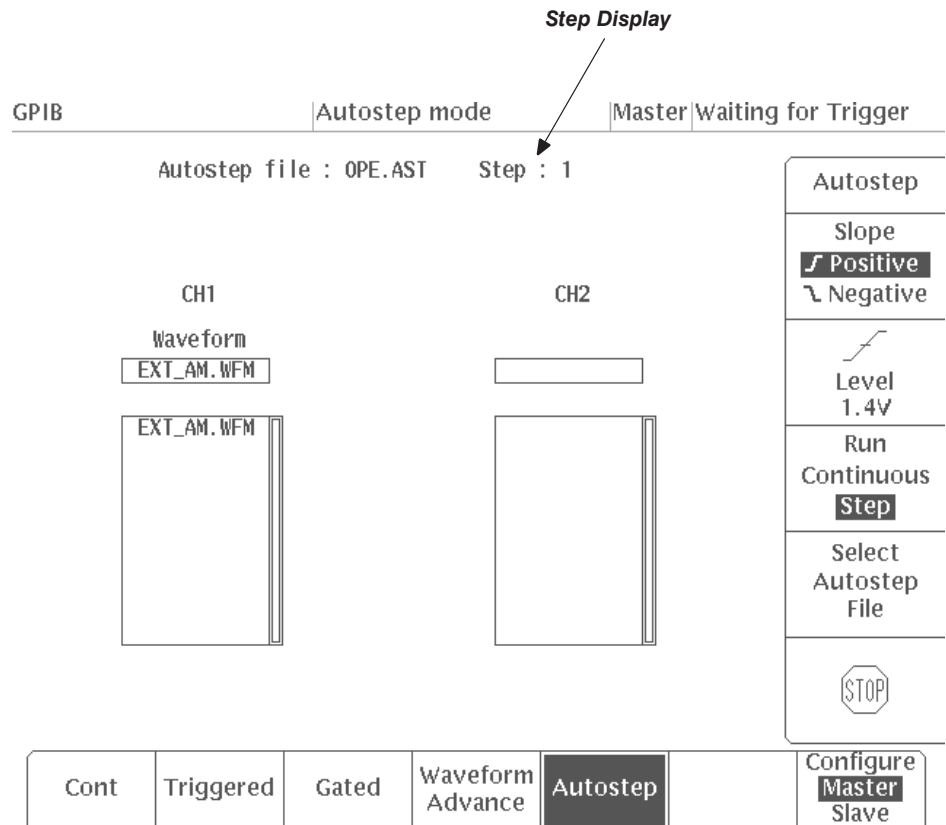 Step Display
GPIB Autostep mode Master Waiting for Trigger
Autostep file : OPE.AST Step : 1
CH1 CH2
Waveform
EXT_AM.WFM
EXT_AM.WFM
Autostep
Slope
Positive
Negative
Level
1.4V
Run
Continuous
Step
Select
Autostep
File
STOP
Cont
Triggered
Gated
Waveform
Advance
Autostep
Configure
Master
Slave